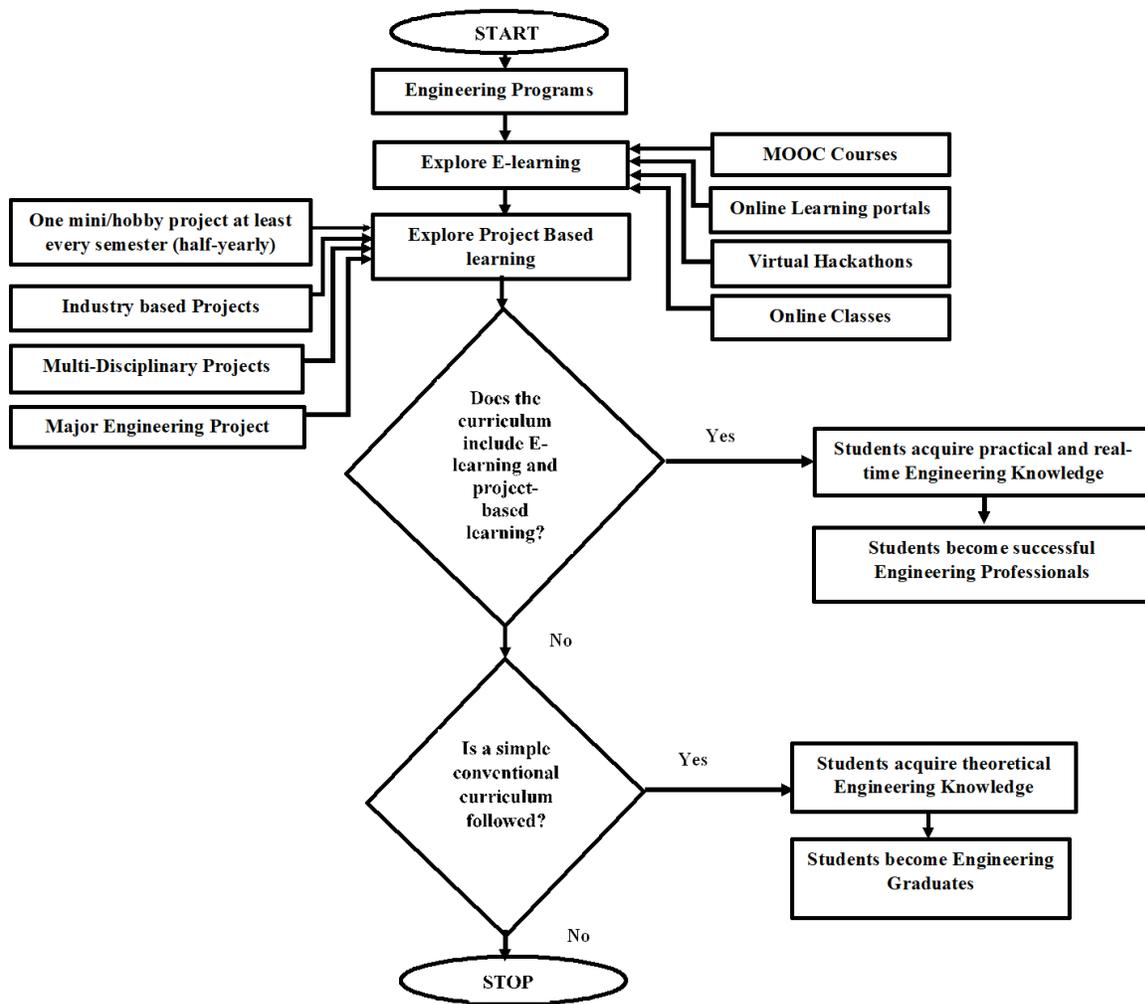 START
Engineering Programs
Explore E-learning
MOOC Courses
Online Learning portals
Virtual Hackathons
Online Classes
One mini/hobby project at least
every semester (half-yearly)
Explore Project Based
learning
Industry based Projects
Multi-Disciplinary Projects
Major Engineering Project
Does the
curriculum
include E-
learning and
project-
based
learning?
Yes
Students acquire practical and real-
time Engineering Knowledge
Students become successful
Engineering Professionals
No
Is a simple
conventional
curriculum
followed?
Yes
Students acquire theoretical
Engineering Knowledge
Students become Engineering
Graduates
No
STOP